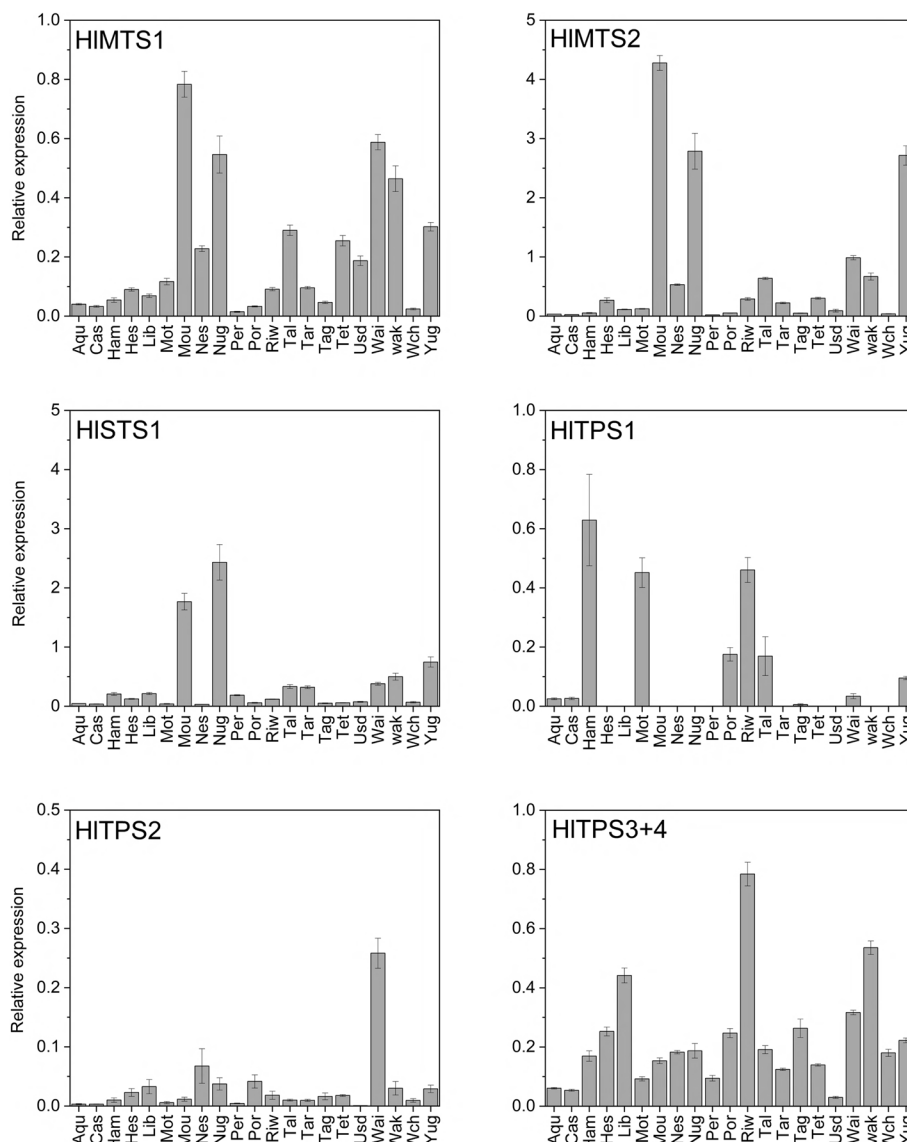 HIMTS1
1.0
0.8
0.6
0.4
0.2
0.0
Relative expression
Aqu Cas Ham Hes Lib Mot Mou Nes Nug Per Por Riw Tal Tar Tag Tet Usd Wai wak Wch Yug
HIMTS2
5
4
3
2
1
0
Aqu Cas Ham Hes Lib Mot Mou Nes Nug Per Por Riw Tal Tar Tag Tet Usd Wai wak Wch Yug
HISTS1
5
4
3
2
1
0
Relative expression
Aqu Cas Ham Hes Lib Mot Mou Nes Nug Per Por Riw Tal Tar Tag Tet Usd Wai wak Wch Yug
HITPS1
1.0
0.8
0.6
0.4
0.2
0.0
Aqu Cas Ham Hes Lib Mot Mou Nes Nug Per Por Riw Tal Tar Tag Tet Usd Wai wak Wch Yug
HITPS2
0.5
0.4
0.3
0.2
0.1
0.0
Relative expression
Aqu Cas Ham Hes Lib Mot Mou Nes Nug Per Por Riw Tal Tar Tag Tet Usd Wai wak Wch Yug
HITPS3+4
1.0
0.8
0.6
0.4
0.2
0.0
Aqu Cas Ham Hes Lib Mot Mou Nes Nug Per Por Riw Tal Tar Tag Tet Usd Wai wak Wch Yug